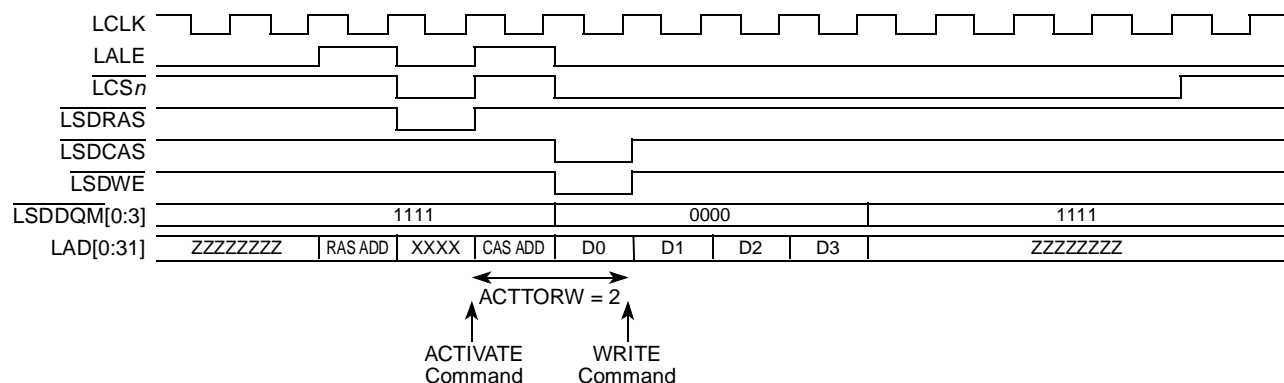 LCLK
LALE
LCSn
LSDRAS
LSDCAS
LSDWE
LSDDQM[0:3] 1111 0000 1111
LAD[0:31] ZZZZZZZZ RAS ADD XXXX CAS ADD D0 D1 D2 D3 ZZZZZZZZ
ACTTORW = 2
ACTIVATE WRITE
Command Command